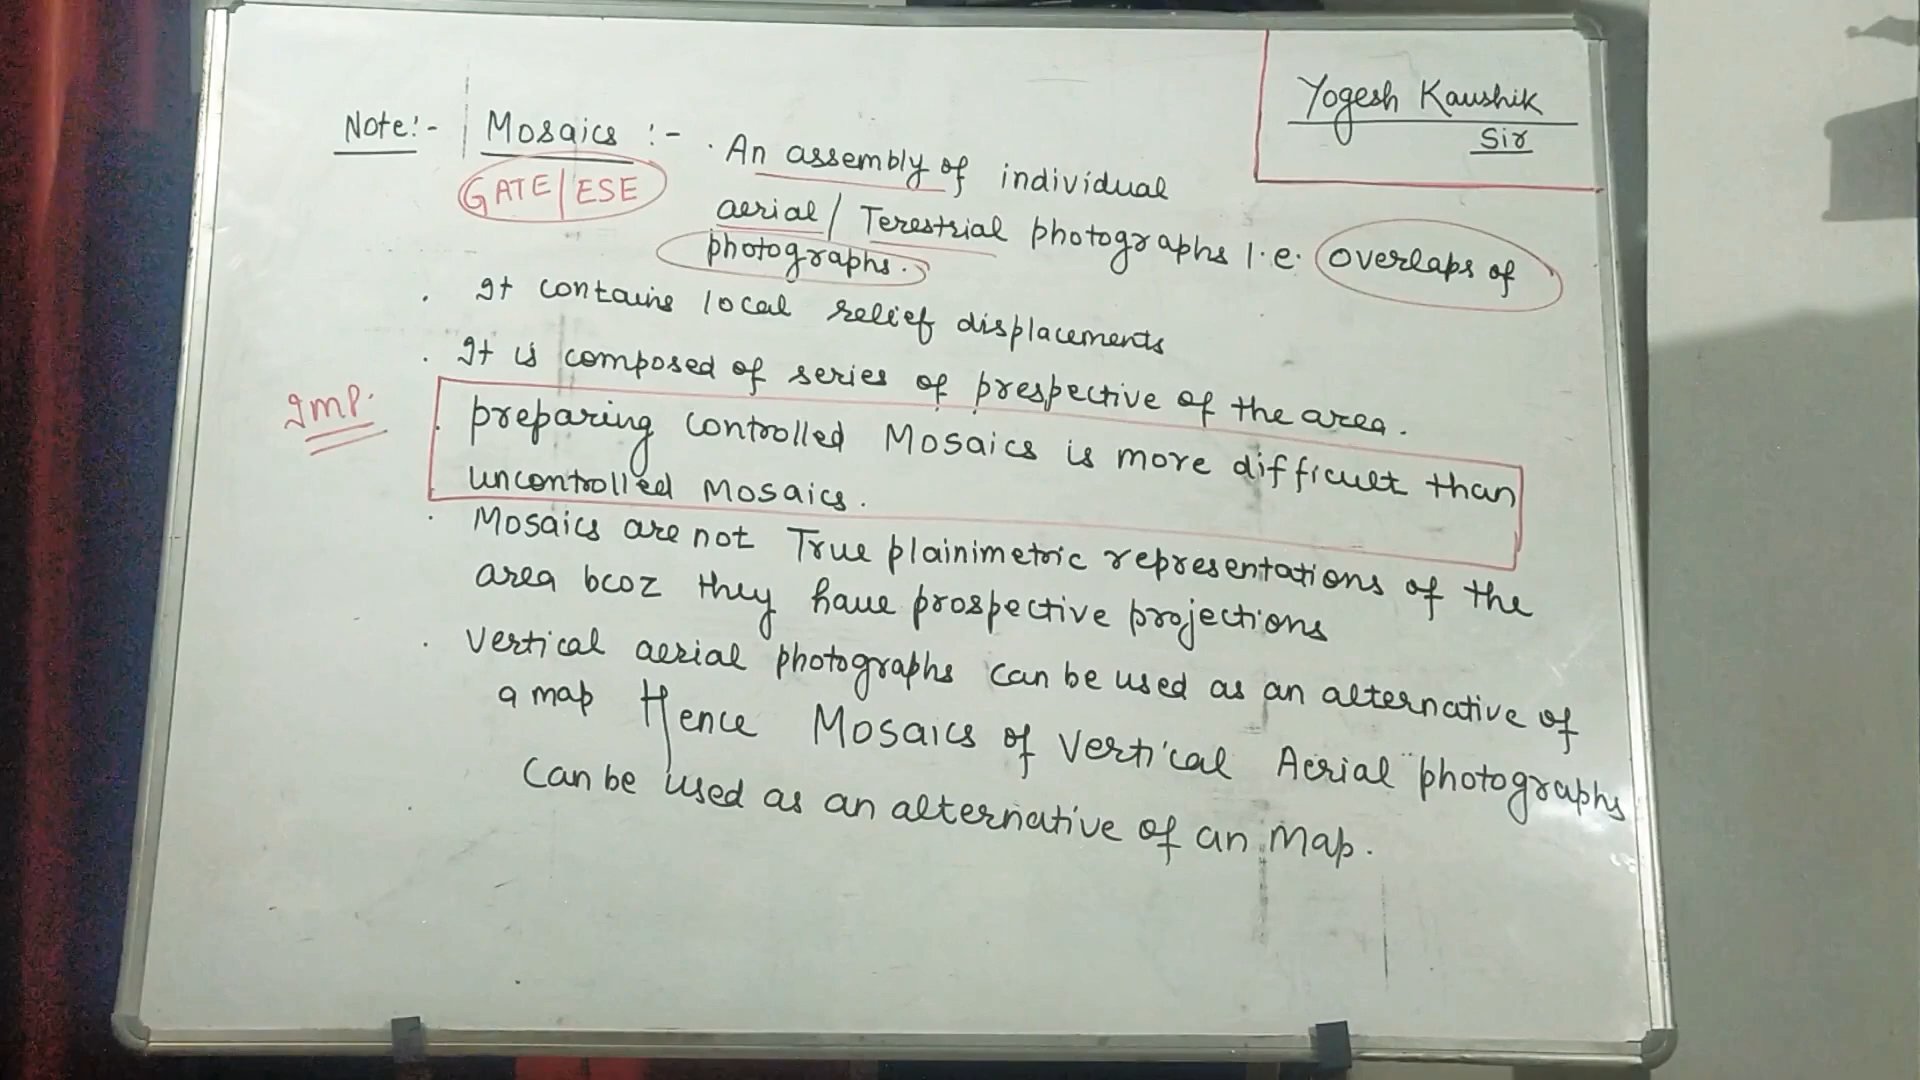 Yogesh Kaushik
Sir
Note:- Mosaics :- · An assembly of individual
GATE/ESE
aerial/Terestrial photographs I.e. overlaps of
photographs.
· It contains local relief displacements
· It is composed of series of prespective of the area.
Imp.
· preparing controlled Mosaics is more difficult than
uncontrolled Mosaics.
· Mosaics are not True plainimetric representations of the
area bcoz they have prospective projections
· Vertical aerial photographs can be used as an alternative of
a map Hence Mosaics of Vertical Aerial photographs
Can be used as an alternative of an Map.